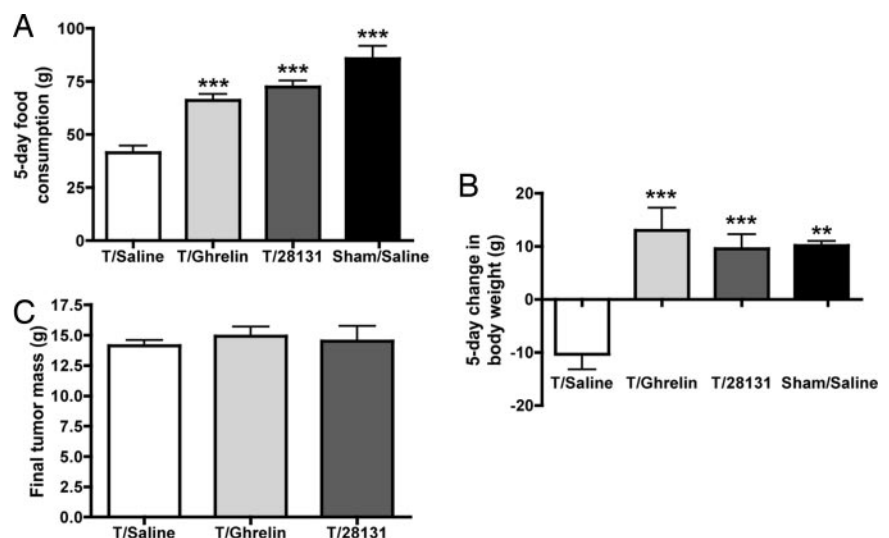 A
5-day food
consumption (g)
100
75
50
25
0
***
***
***
T/Saline T/Ghrelin T/28131 Sham/Saline
B
5-day change in
body weight (g)
20
10
0
-10
-20
***
***
**
T/Saline T/Ghrelin T/28131 Sham/Saline
C
Final tumor mass (g)
17.5
15.0
12.5
10.0
7.5
5.0
2.5
0.0
T/Saline T/Ghrelin T/28131